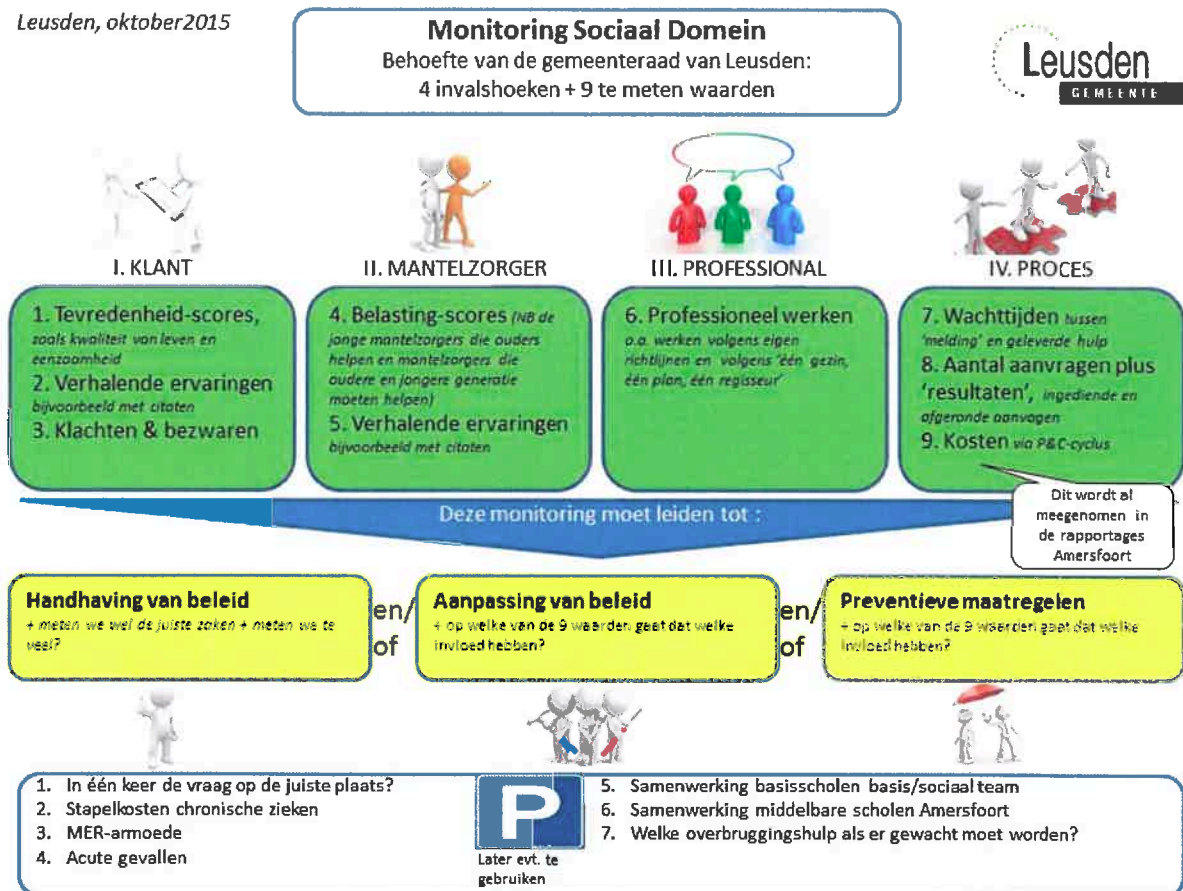 Leusden, oktober2015
Monitoring Sociaal Domein
Behoefte van de gemeenteraad van Leusden:
4 invalshoeken + 9 te meten waarden
Leusden
GEMEENTE
I. KLANT
1. Tevredenheid-scores,
zoals kwaliteit van leven en
eenzaamheid
2. Verhalende ervaringen
bijvoorbeeld met citaten
3. Klachten & bezwaren
II. MANTELZORGER
4. Belasting-scores (NB de
jonge mantelzorgers die ouders
helpen en mantelzorgers die
oudere en jongere generatie
moeten helpen)
5. Verhalende ervaringen
bijvoorbeeld met citaten
III. PROFESSIONAL
6. Professioneel werken
o.a. werken volgens eigen
richtlijnen en volgens 'één gezin,
één plan, één regisseur'
IV. PROCES
7. Wachttijden tussen
'melding' en geleverde hulp
8. Aantal aanvragen plus
'resultaten', ingediende en
afgeronde aanvragen
9. Kosten via P&C-cyclus
Dit wordt al
meegenomen in
de rapportages
Amersfoort
Deze monitoring moet leiden tot :
Handhaving van beleid
+ meten we wel de juiste zaken + meten we te
veel?
en/
of
Aanpassing van beleid
+ op welke van de 9 waarden gaat dat welke
invloed hebben?
en/
of
Preventieve maatregelen
+ op welke van de 9 waarden gaat dat welke
invloed hebben?
1. In één keer de vraag op de juiste plaats?
2. Stapelkosten chronische zieken
3. MER-armoede
4. Acute gevallen
P
Later evt. te
gebruiken
5. Samenwerking basisscholen basis/sociaal team
6. Samenwerking middelbare scholen Amersfoort
7. Welke overbruggingshulp als er gewacht moet worden?